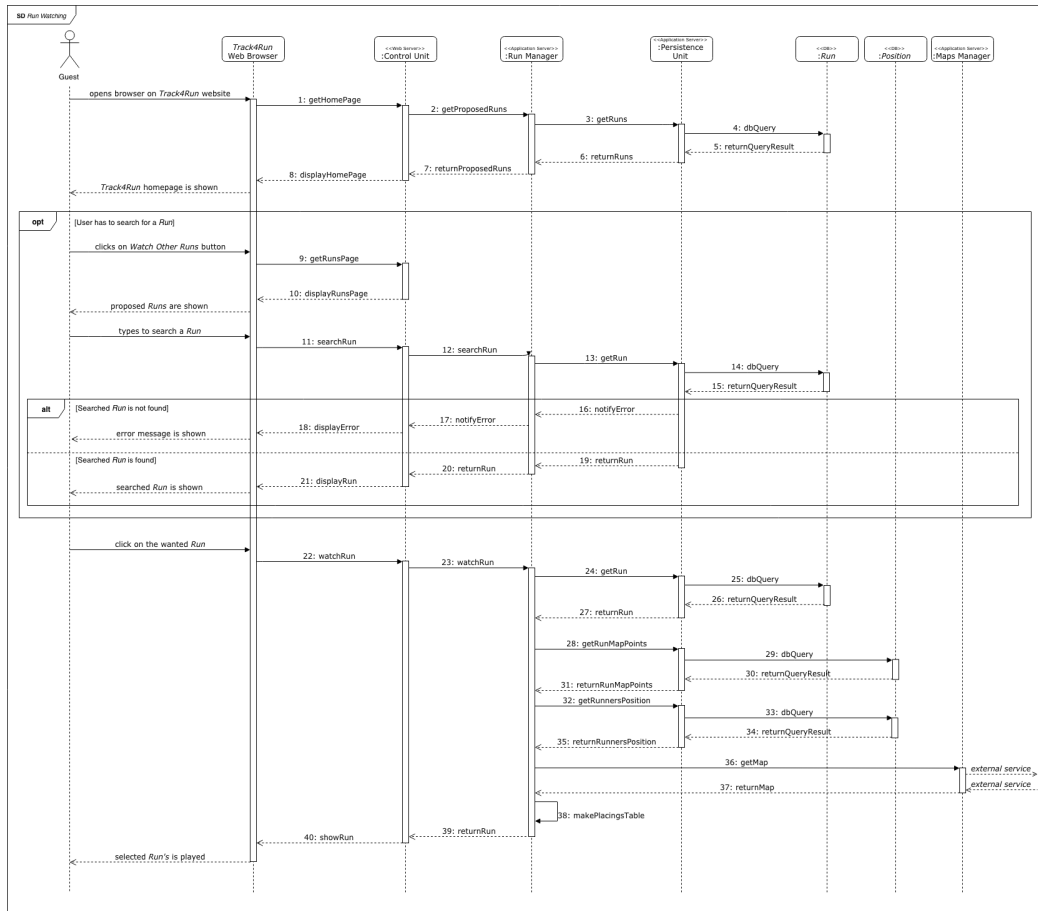 SD Run Watching
Guest
Track4Run
Web Browser
<<Web Server>>
:Control Unit
<<Application Server>>
:Run Manager
<<Application Server>>
:Persistence
Unit
<<DB>>
:Run
<<DB>>
:Position
<<Application Server>>
:Maps Manager
opens browser on Track4Run website
1: getHomePage
2: getProposedRuns
3: getRuns
4: dbQuery
5: returnQueryResult
6: returnRuns
7: returnProposedRuns
8: displayHomePage
Track4Run homepage is shown
opt
[User has to search for a Run]
clicks on Watch Other Runs button
9: getRunsPage
10: displayRunsPage
proposed Runs are shown
types to search a Run
11: searchRun
12: searchRun
13: getRun
14: dbQuery
15: returnQueryResult
alt
[Searched Run is not found]
16: notifyError
17: notifyError
18: displayError
error message is shown
[Searched Run is found]
19: returnRun
20: returnRun
21: displayRun
searched Run is shown
click on the wanted Run
22: watchRun
23: watchRun
24: getRun
25: dbQuery
26: returnQueryResult
27: returnRun
28: getRunMapPoints
29: dbQuery
30: returnQueryResult
31: returnRunMapPoints
32: getRunnersPosition
33: dbQuery
34: returnQueryResult
35: returnRunnersPosition
36: getMap
external service
external service
37: returnMap
38: makePlacingsTable
39: returnRun
40: showRun
selected Run's is played